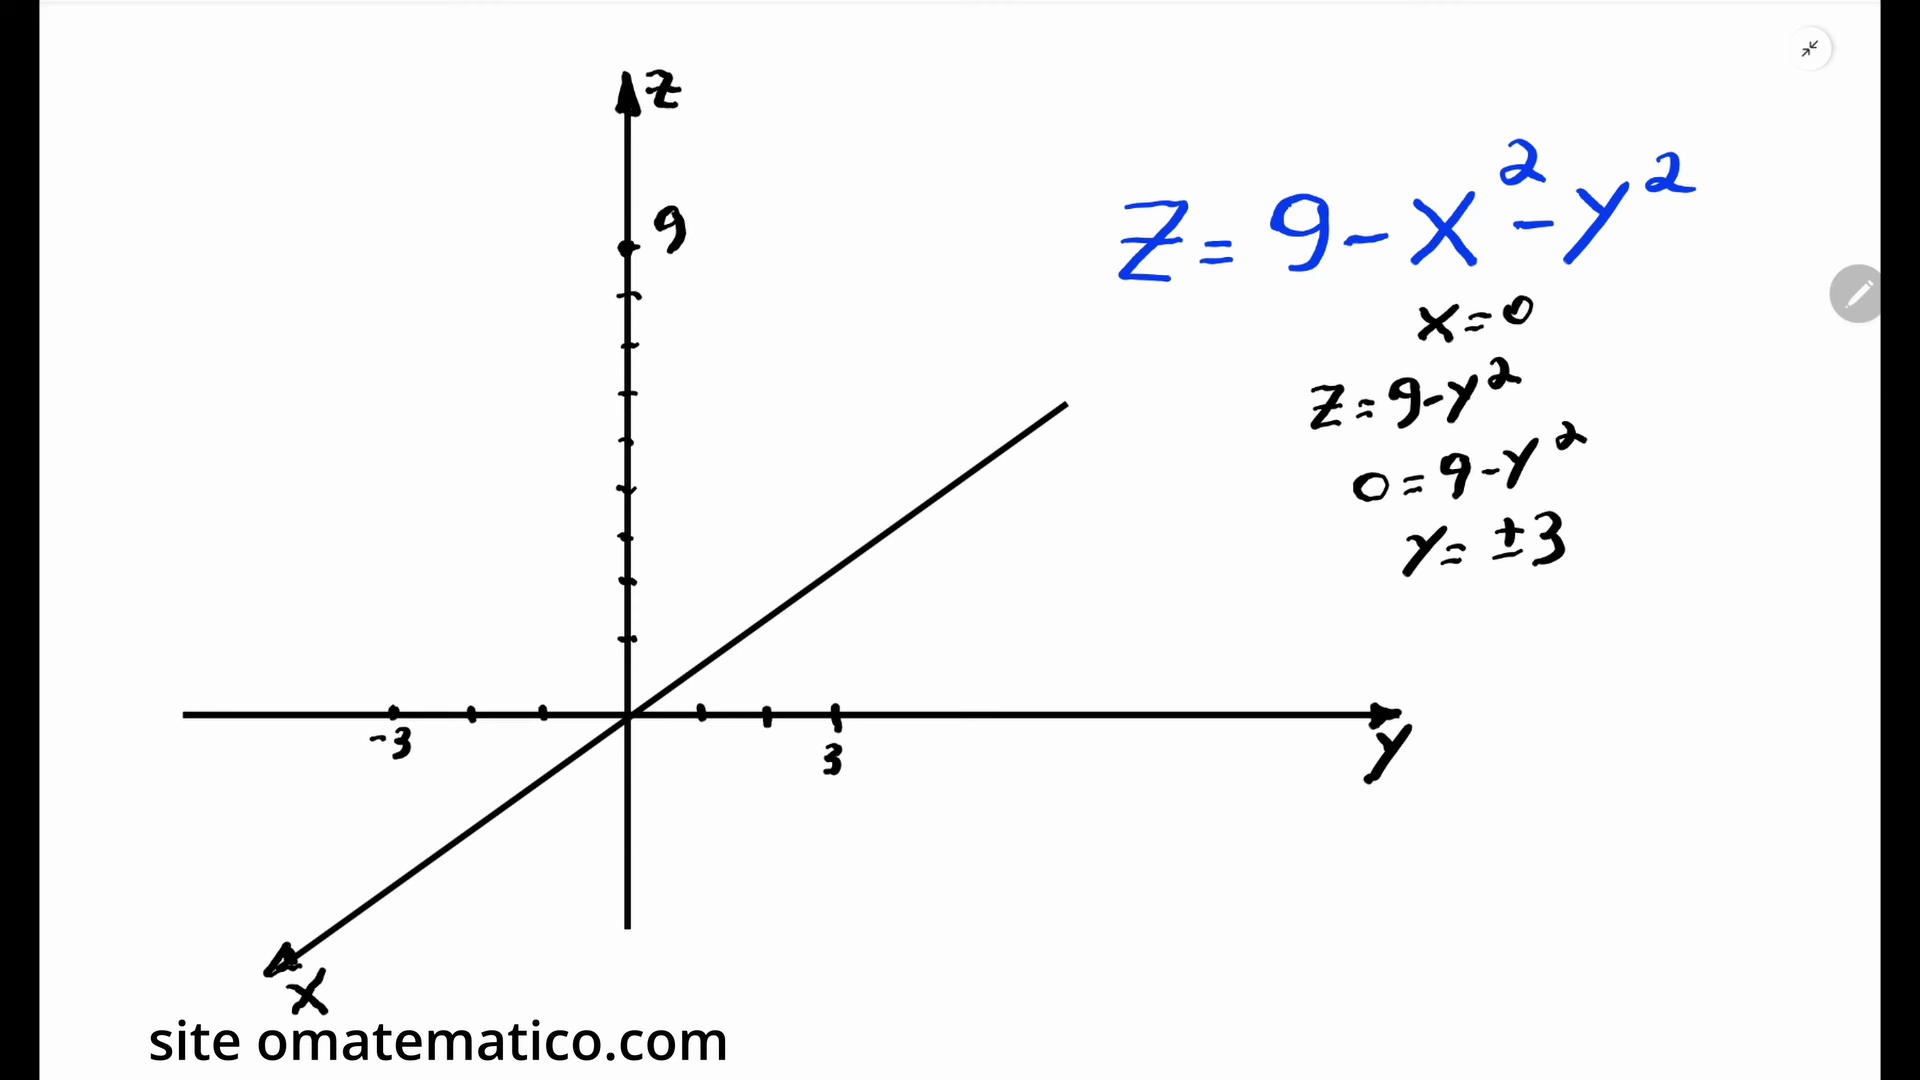 z
9
z = 9 - x² - y²
x = 0
z = 9 - y²
0 = 9 - y²
y = ±3
-3
3
y
x
site omatematico.com